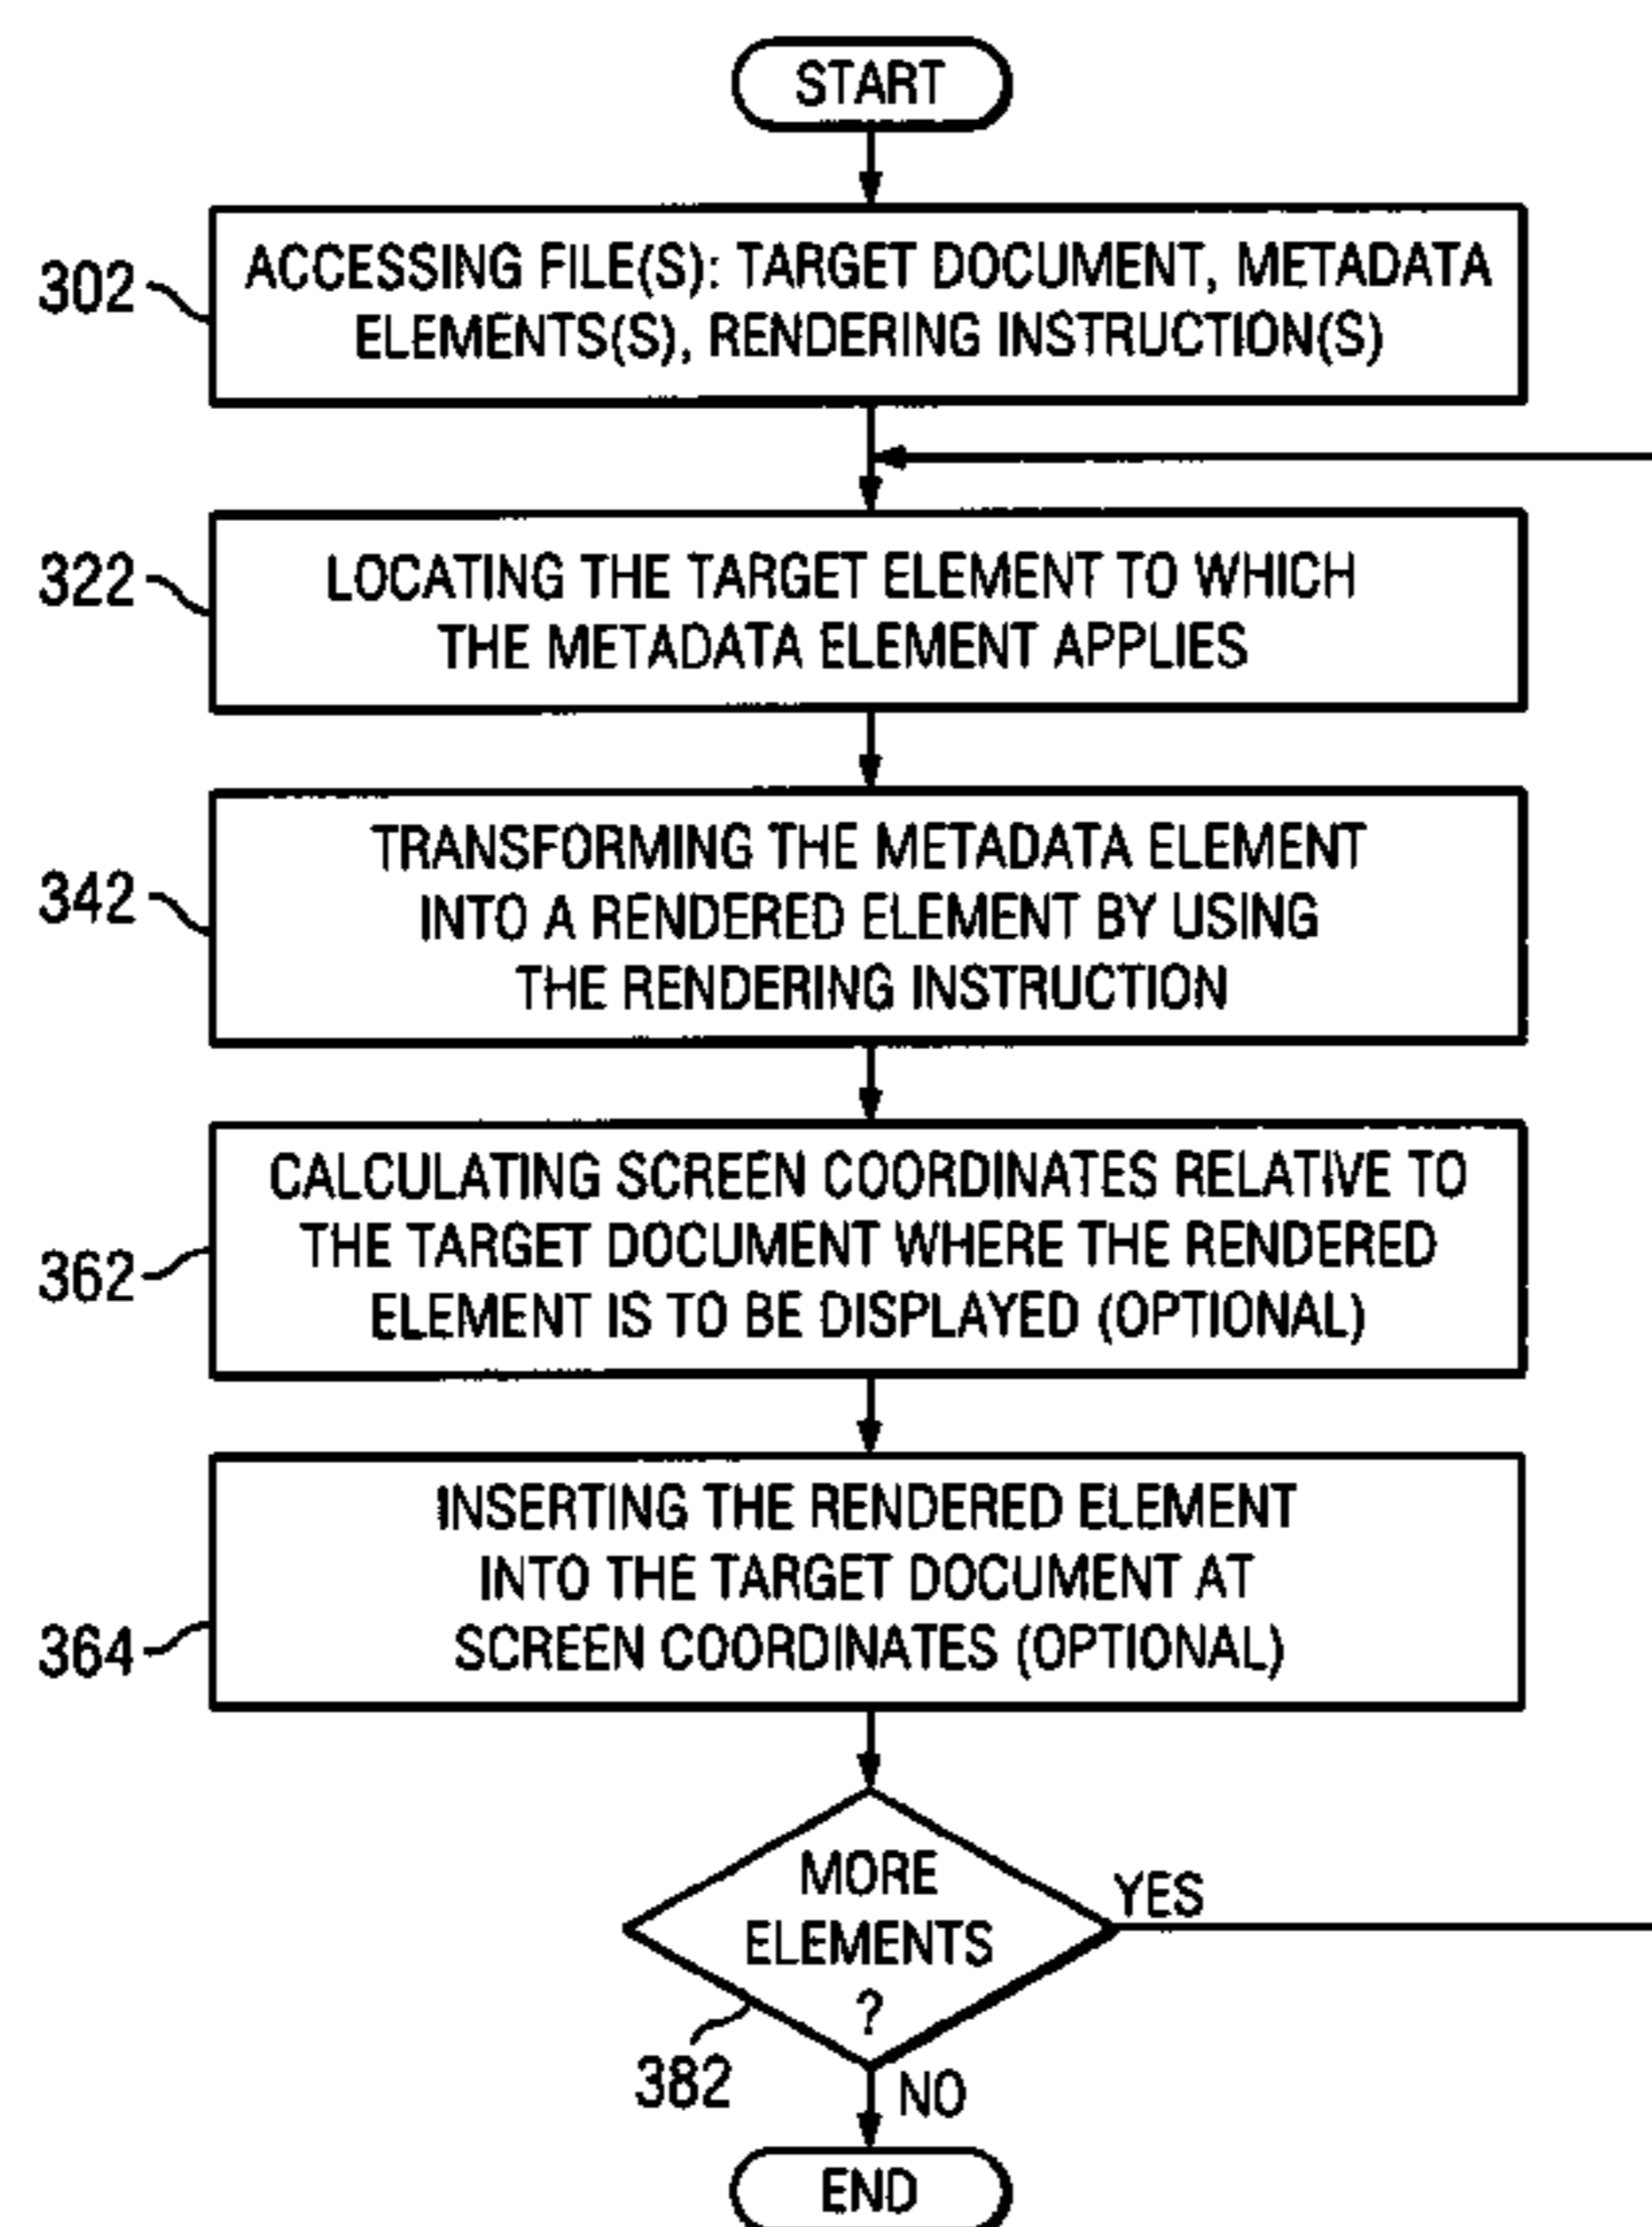 START
302
ACCESSING FILE(S): TARGET DOCUMENT, METADATA
ELEMENTS(S), RENDERING INSTRUCTION(S)
322
LOCATING THE TARGET ELEMENT TO WHICH
THE METADATA ELEMENT APPLIES
342
TRANSFORMING THE METADATA ELEMENT
INTO A RENDERED ELEMENT BY USING
THE RENDERING INSTRUCTION
362
CALCULATING SCREEN COORDINATES RELATIVE TO
THE TARGET DOCUMENT WHERE THE RENDERED
ELEMENT IS TO BE DISPLAYED (OPTIONAL)
364
INSERTING THE RENDERED ELEMENT
INTO THE TARGET DOCUMENT AT
SCREEN COORDINATES (OPTIONAL)
MORE
ELEMENTS
?
YES
382
NO
END